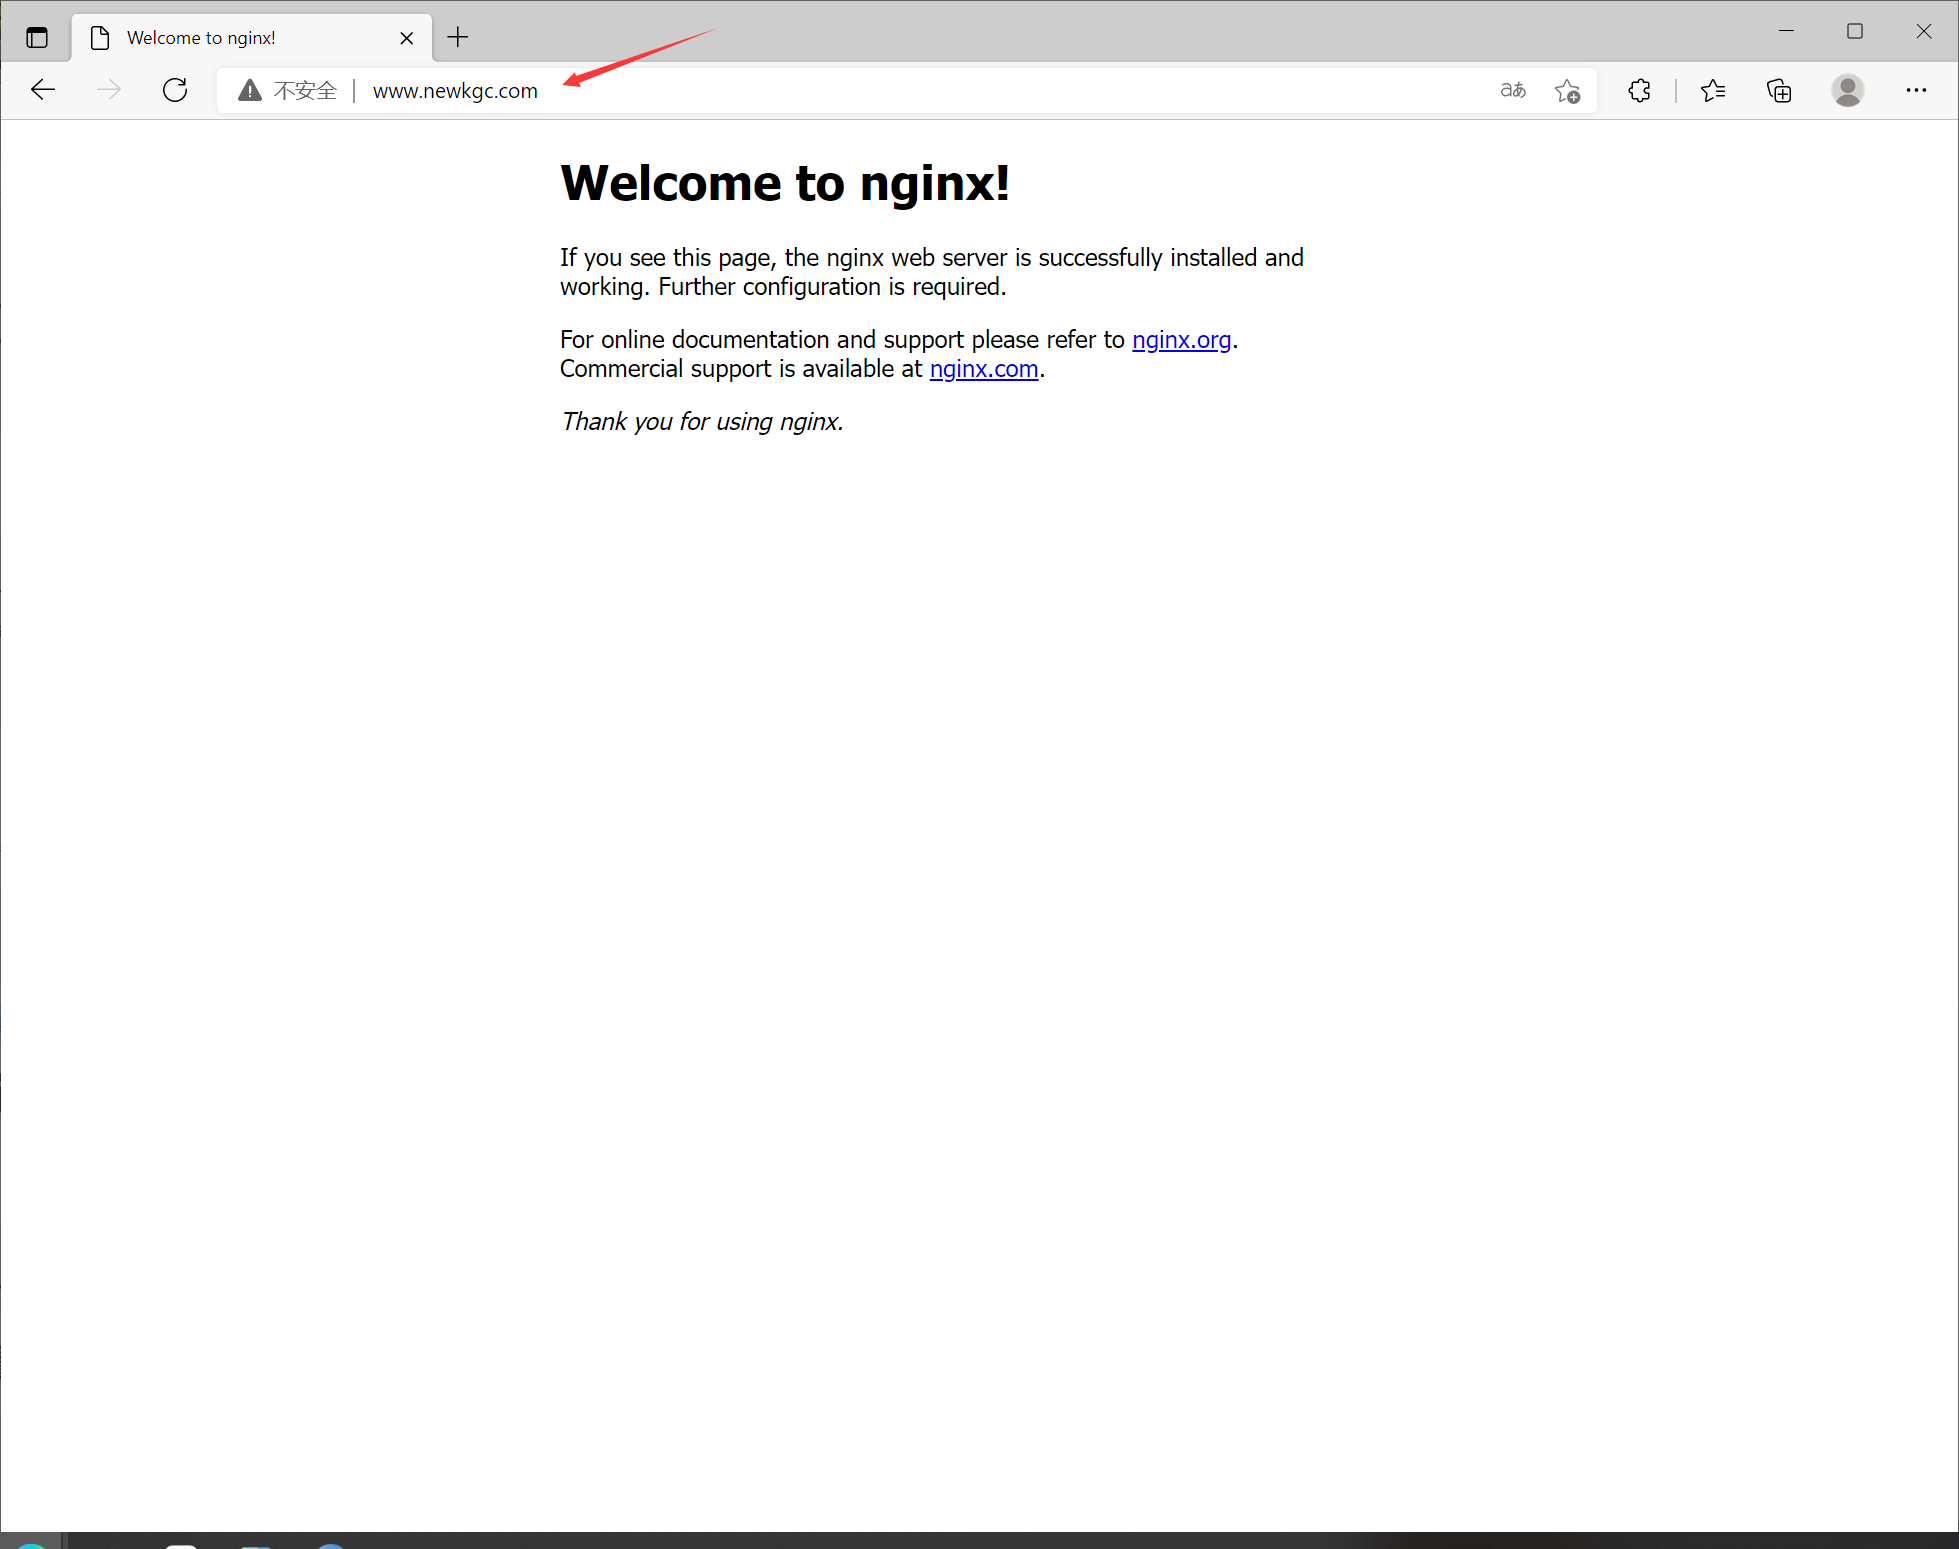 Welcome to nginx!
不安全 www.newkgc.com aあ
Welcome to nginx!
If you see this page, the nginx web server is successfully installed and
working. Further configuration is required.
For online documentation and support please refer to nginx.org.
Commercial support is available at nginx.com.
Thank you for using nginx.